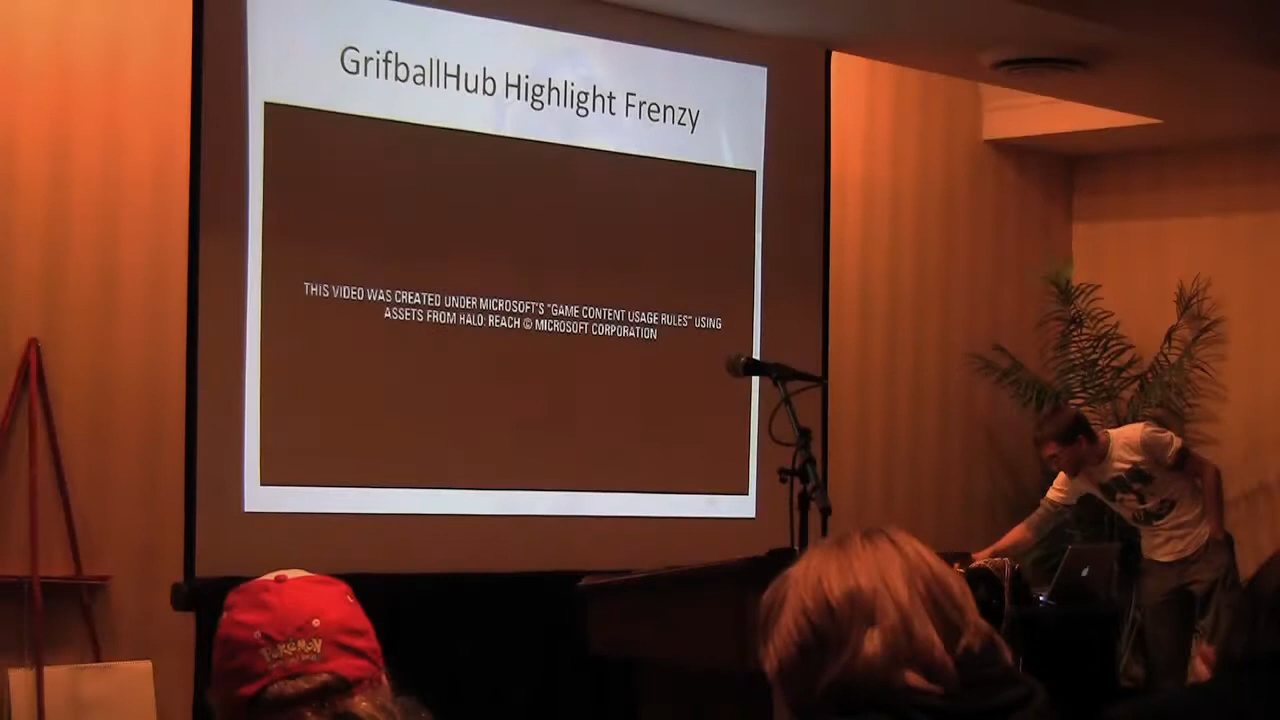 GrifballHub Highlight Frenzy
THIS VIDEO WAS CREATED UNDER MICROSOFT'S "GAME CONTENT USAGE RULES" USING
ASSETS FROM HALO: REACH © MICROSOFT CORPORATION
POKéMON